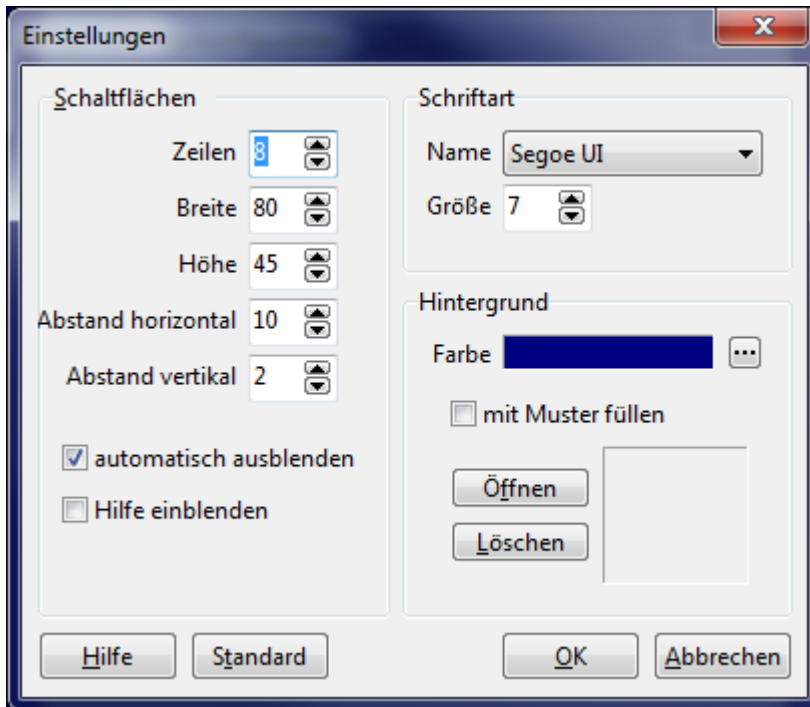 Einstellungen
Schaltflächen
Zeilen 8
Breite 80
Höhe 45
Abstand horizontal 10
Abstand vertikal 2
automatisch ausblenden
Hilfe einblenden
Schriftart
Name Segoe UI
Größe 7
Hintergrund
Farbe ...
mit Muster füllen
Öffnen
Löschen
Hilfe Standard OK Abbrechen